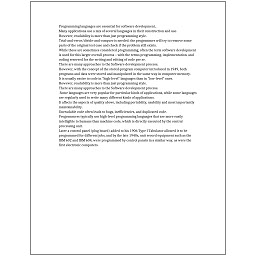 Programming languages are essential for software development.
Many applications use a mix of several languages in their construction and use.
However, readability is more than just programming style.
Trial-and-error/divide-and-conquer is needed: the programmer will try to remove some
parts of the original test case and check if the problem still exists.
While these are sometimes considered programming, often the term software development
is used for this larger overall process – with the terms programming, implementation and
coding reserved for the writing and editing of code per se.
There are many approaches to the Software development process.
However, with the concept of the stored-program computer introduced in 1949, both
programs and data were stored and manipulated in the same way in computer memory.
It is usually easier to code in "high-level" languages than in "low-level" ones.
However, readability is more than just programming style.
There are many approaches to the Software development process.
Some languages are very popular for particular kinds of applications, while some languages
are regularly used to write many different kinds of applications.
It affects the aspects of quality above, including portability, usability and most importantly
maintainability.
Unreadable code often leads to bugs, inefficiencies, and duplicated code.
Programmers typically use high-level programming languages that are more easily
intelligible to humans than machine code, which is directly executed by the central
processing unit.
Later a control panel (plug board) added to his 1906 Type I Tabulator allowed it to be
programmed for different jobs, and by the late 1940s, unit record equipment such as the
IBM 602 and IBM 604, were programmed by control panels in a similar way, as were the
first electronic computers.